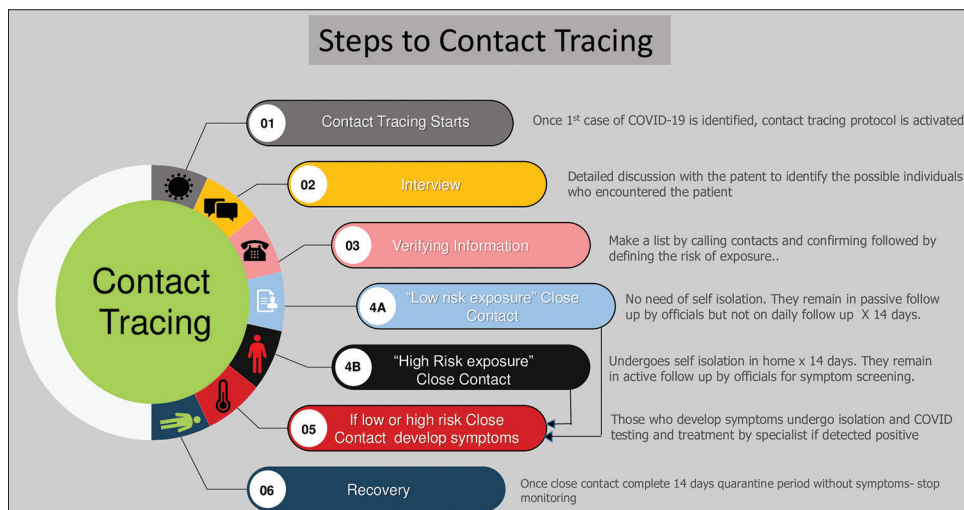 Steps to Contact Tracing
Contact
Tracing
01
Contact Tracing Starts
Once 1st case of COVID-19 is identified, contact tracing protocol is activated
02
Interview
Detailed discussion with the patent to identify the possible individuals
who encountered the patient
03
Verifying Information
Make a list by calling contacts and confirming followed by
defining the risk of exposure..
4A
“Low risk exposure” Close
Contact
No need of self isolation. They remain in passive follow
up by officials but not on daily follow up X 14 days.
4B
“High Risk exposure”
Close Contact
Undergoes self isolation in home x 14 days. They remain
in active follow up by officials for symptom screening.
05
If low or high risk Close
Contact develop symptoms
Those who develop symptoms undergo isolation and COVID
testing and treatment by specialist if detected positive
06
Recovery
Once close contact complete 14 days quarantine period without symptoms- stop
monitoring